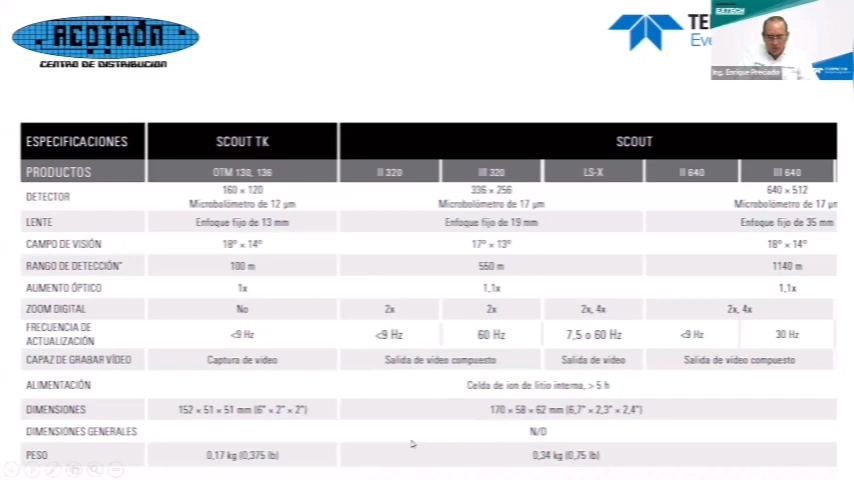 ACOTRÓN
CENTRO DE DISTRIBUCIÓN
EXTECH
Ing. Enrique Preciado
ESPECIFICACIONES SCOUT TK SCOUT
PRODUCTOS OTM 130, 136 II 320 III 320 LS-X II 640 III 640
DETECTOR 160 × 120 Microbolómetro de 12 µm 336 × 256 Microbolómetro de 17 µm 640 × 512 Microbolómetro de 17 µm
LENTE Enfoque fijo de 13 mm Enfoque fijo de 19 mm Enfoque fijo de 35 mm
CAMPO DE VISIÓN 18° × 14° 17° × 13° 18° × 14°
RANGO DE DETECCIÓN* 100 m 550 m 1140 m
AUMENTO ÓPTICO 1x 1,1x 1,1x
ZOOM DIGITAL No 2x 2x 2x, 4x 2x, 4x
FRECUENCIA DE ACTUALIZACIÓN <9 Hz <9 Hz 60 Hz 7,5 o 60 Hz <9 Hz 30 Hz
CAPAZ DE GRABAR VÍDEO Captura de vídeo Salida de vídeo compuesto Salida de vídeo Salida de vídeo compuesto
ALIMENTACIÓN Celda de ion de litio interna, > 5 h
DIMENSIONES 152 × 51 × 51 mm (6" × 2" × 2") 170 × 58 × 62 mm (6,7" × 2,3" × 2,4")
DIMENSIONES GENERALES N/D
PESO 0,17 kg (0,375 lb) 0,34 kg (0,75 lb)